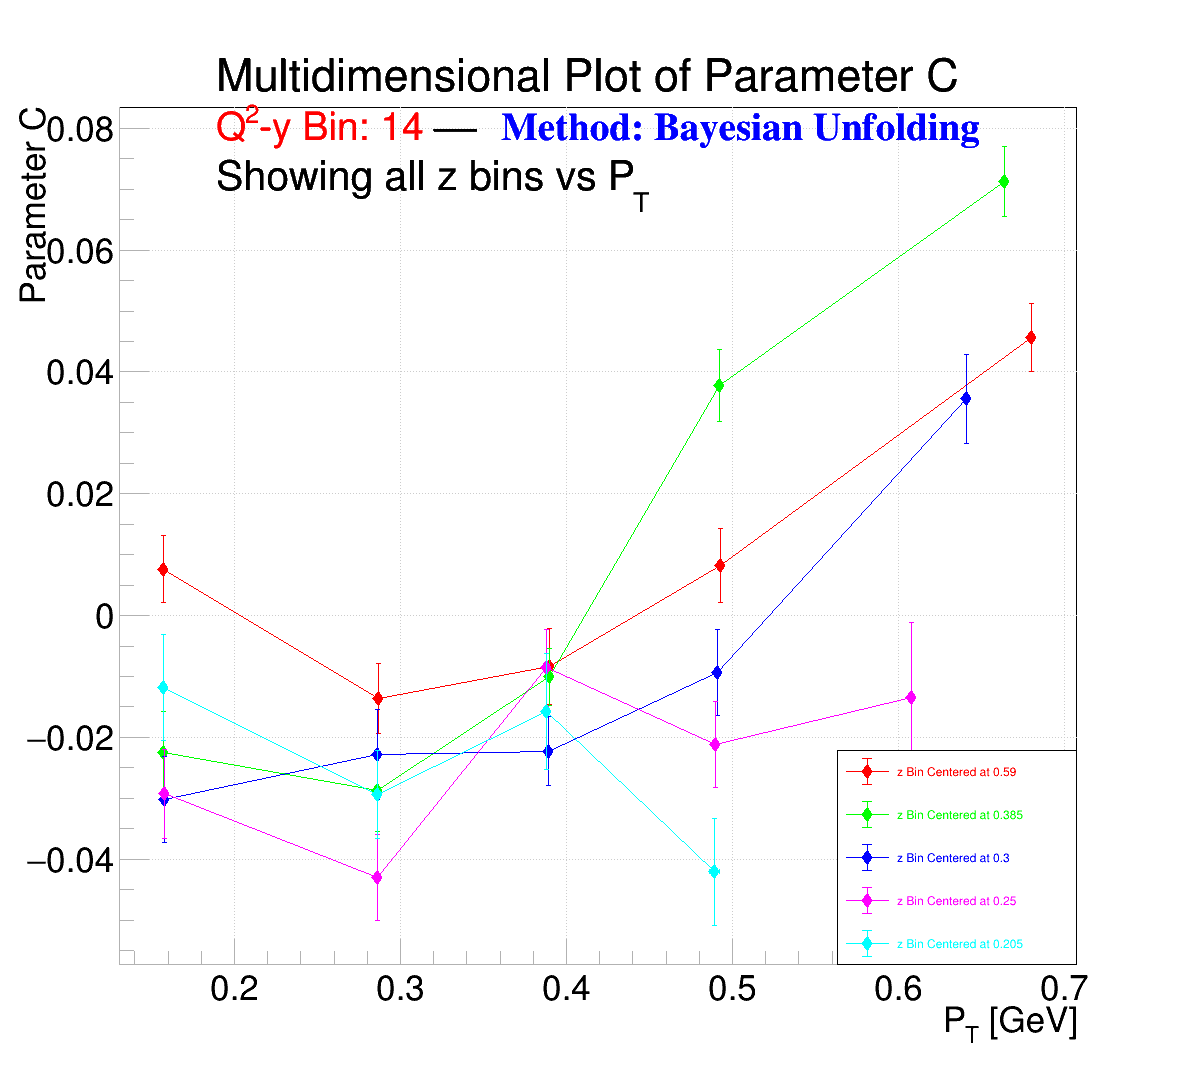 Multidimensional Plot of Parameter C
Q²-y Bin: 14 — Method: Bayesian Unfolding
Showing all z bins vs P_T
Parameter C
0.08
0.06
0.04
0.02
0
−0.02
−0.04
z Bin Centered at 0.59
z Bin Centered at 0.385
z Bin Centered at 0.3
z Bin Centered at 0.25
z Bin Centered at 0.205
0.2 0.3 0.4 0.5 0.6 0.7
P_T [GeV]